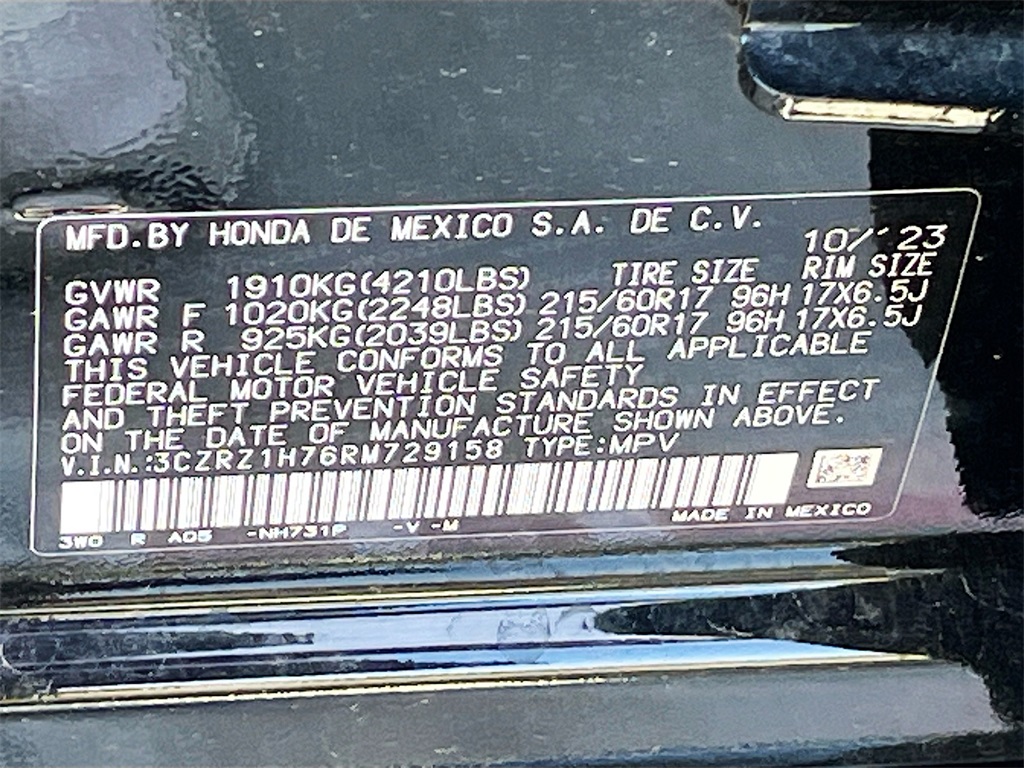 MFD.BY HONDA DE MEXICO S.A. DE C.V.
10/ 23
GVWR 1910KG(4210LBS) TIRE SIZE RIM SIZE
GAWR F 1020KG(2248LBS) 215/60R17 96H 17X6.5J
GAWR R 925KG(2039LBS) 215/60R17 96H 17X6.5J
THIS VEHICLE CONFORMS TO ALL APPLICABLE
FEDERAL MOTOR VEHICLE SAFETY
AND THEFT PREVENTION STANDARDS IN EFFECT
ON THE DATE OF MANUFACTURE SHOWN ABOVE.
V.I.N.:3CZRZ1H76RM729158 TYPE:MPV
3W0 R A05 -NH731P -V -M MADE IN MEXICO